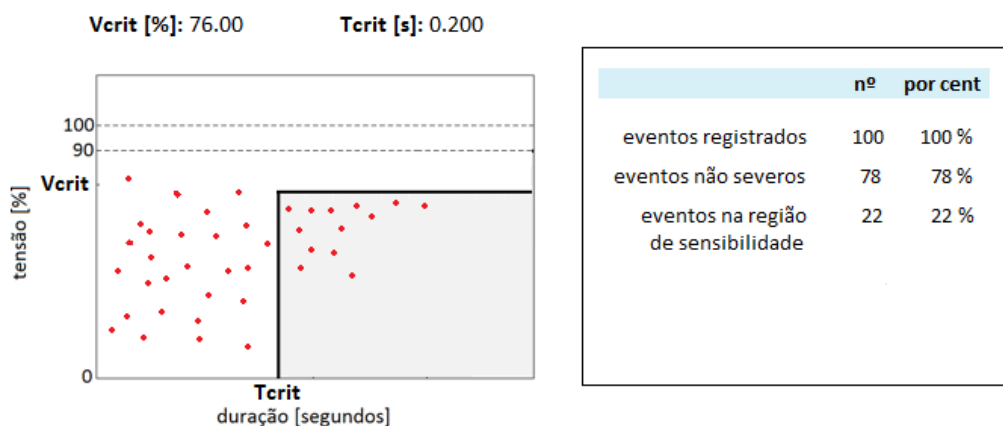 Vcrit [%]: 76.00 Tcrit [s]: 0.200
100
90
Vcrit
tensão [%]
0
Tcrit
duração [segundos]
nº por cent
eventos registrados 100 100 %
eventos não severos 78 78 %
eventos na região 22 22 %
de sensibilidade